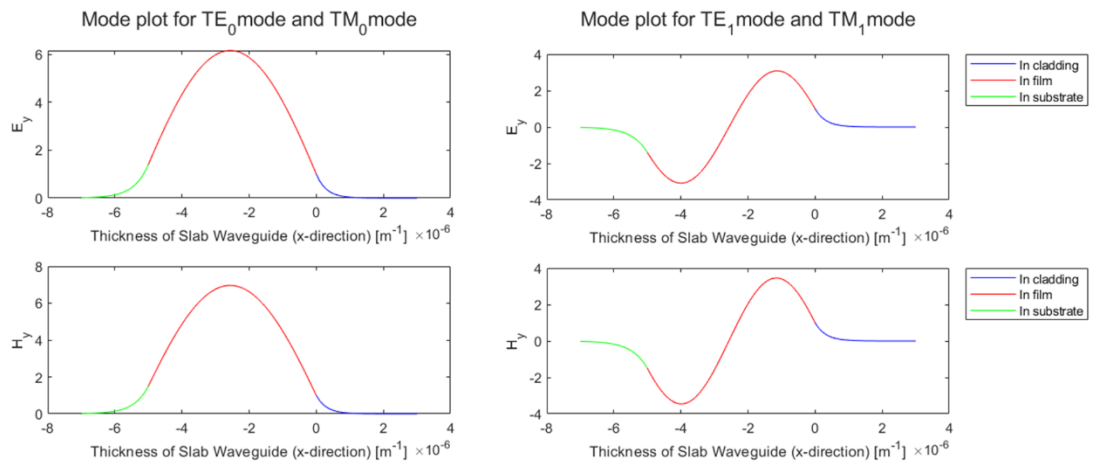 Mode plot for TE0mode and TM0mode
6
4
2
0
Ey
-8 -6 -4 -2 0 2 4
Thickness of Slab Waveguide (x-direction) [m-1] ×10-6
Mode plot for TE1mode and TM1mode
4
2
0
-2
-4
Ey
-8 -6 -4 -2 0 2 4
Thickness of Slab Waveguide (x-direction) [m-1] ×10-6
In cladding
In film
In substrate
8
6
4
2
0
Hy
-8 -6 -4 -2 0 2 4
Thickness of Slab Waveguide (x-direction) [m-1] ×10-6
4
2
0
-2
-4
Hy
-8 -6 -4 -2 0 2 4
Thickness of Slab Waveguide (x-direction) [m-1] ×10-6
In cladding
In film
In substrate